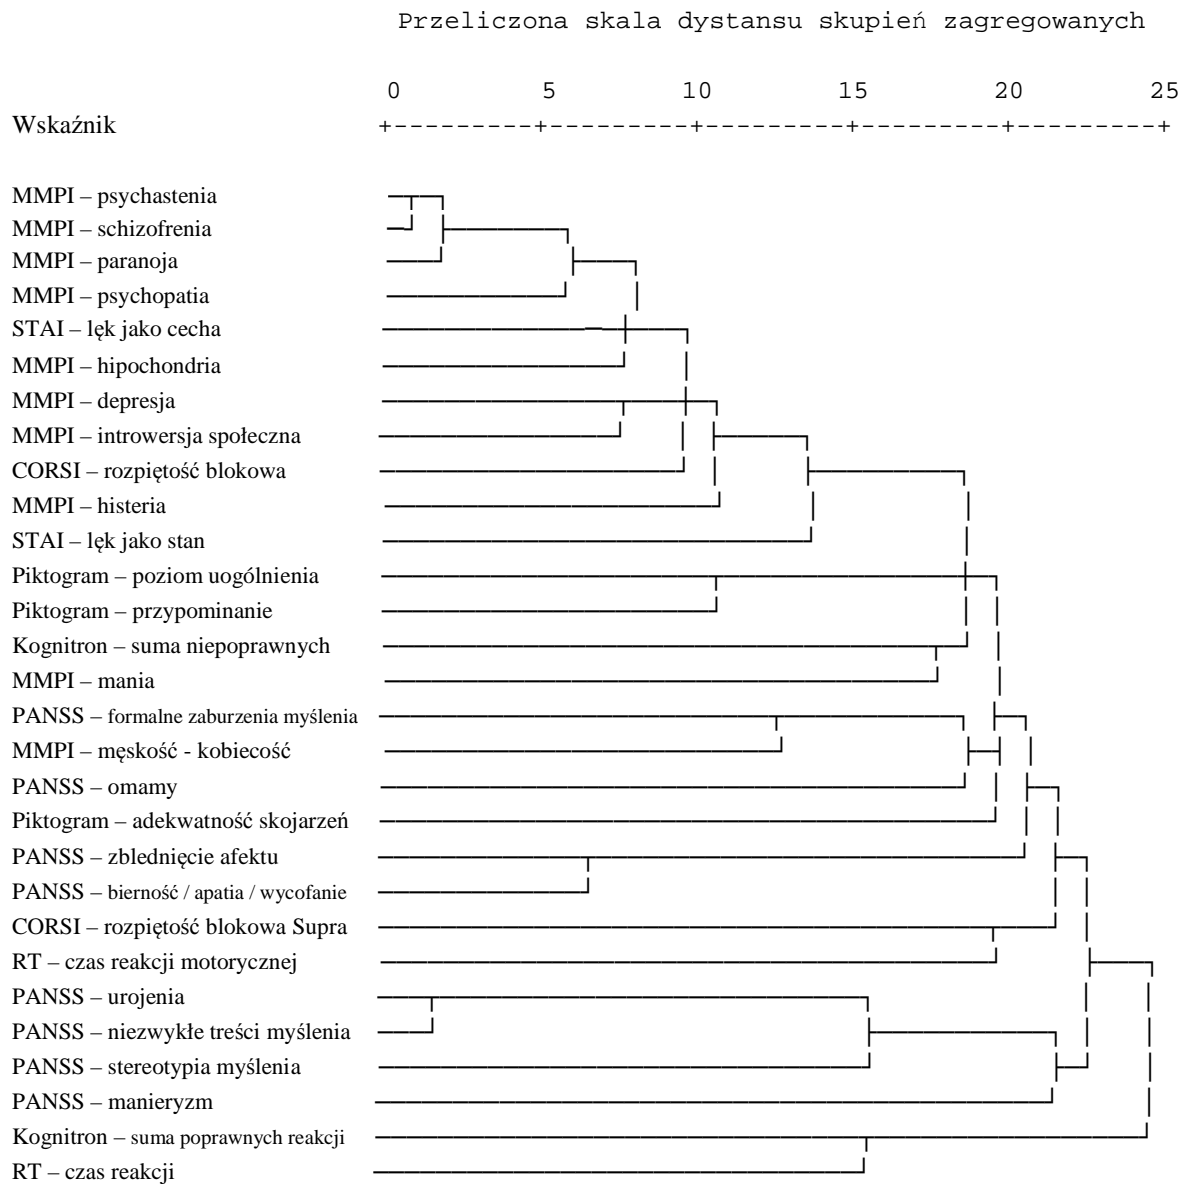 Przeliczona skala dystansu skupień zagregowanych
0 5 10 15 20 25
Wskaźnik +---------+---------+---------+---------+---------+
MMPI – psychastenia
MMPI – schizofrenia
MMPI – paranoja
MMPI – psychopatia
STAI – lęk jako cecha
MMPI – hipochondria
MMPI – depresja
MMPI – introwersja społeczna
CORSI – rozpiętość blokowa
MMPI – histeria
STAI – lęk jako stan
Piktogram – poziom uogólnienia
Piktogram – przypominanie
Kognitron – suma niepoprawnych
MMPI – mania
PANSS – formalne zaburzenia myślenia
MMPI – męskość - kobiecość
PANSS – omamy
Piktogram – adekwatność skojarzeń
PANSS – zblednięcie afektu
PANSS – bierność / apatia / wycofanie
CORSI – rozpiętość blokowa Supra
RT – czas reakcji motorycznej
PANSS – urojenia
PANSS – niezwykłe treści myślenia
PANSS – stereotypia myślenia
PANSS – manieryzm
Kognitron – suma poprawnych reakcji
RT – czas reakcji